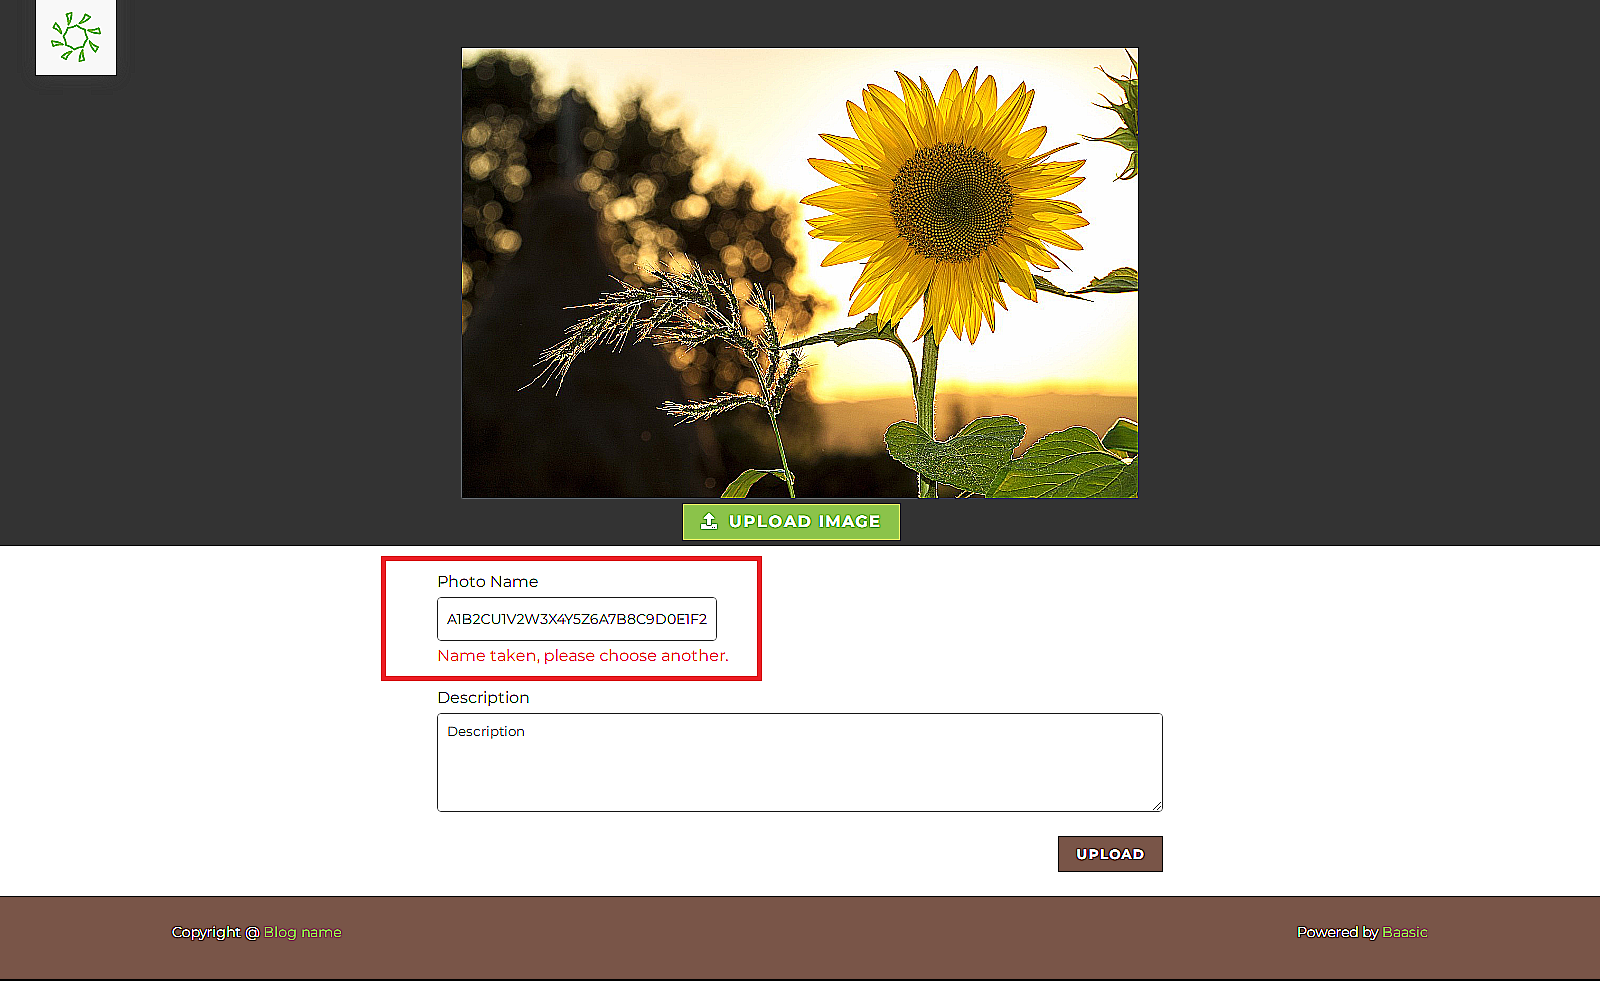 UPLOAD IMAGE
Photo Name
A1B2CU1V2W3X4Y5Z6A7B8C9D0E1F2
Name taken, please choose another.
Description
Description
UPLOAD
Copyright @ Blog name
Powered by Baasic